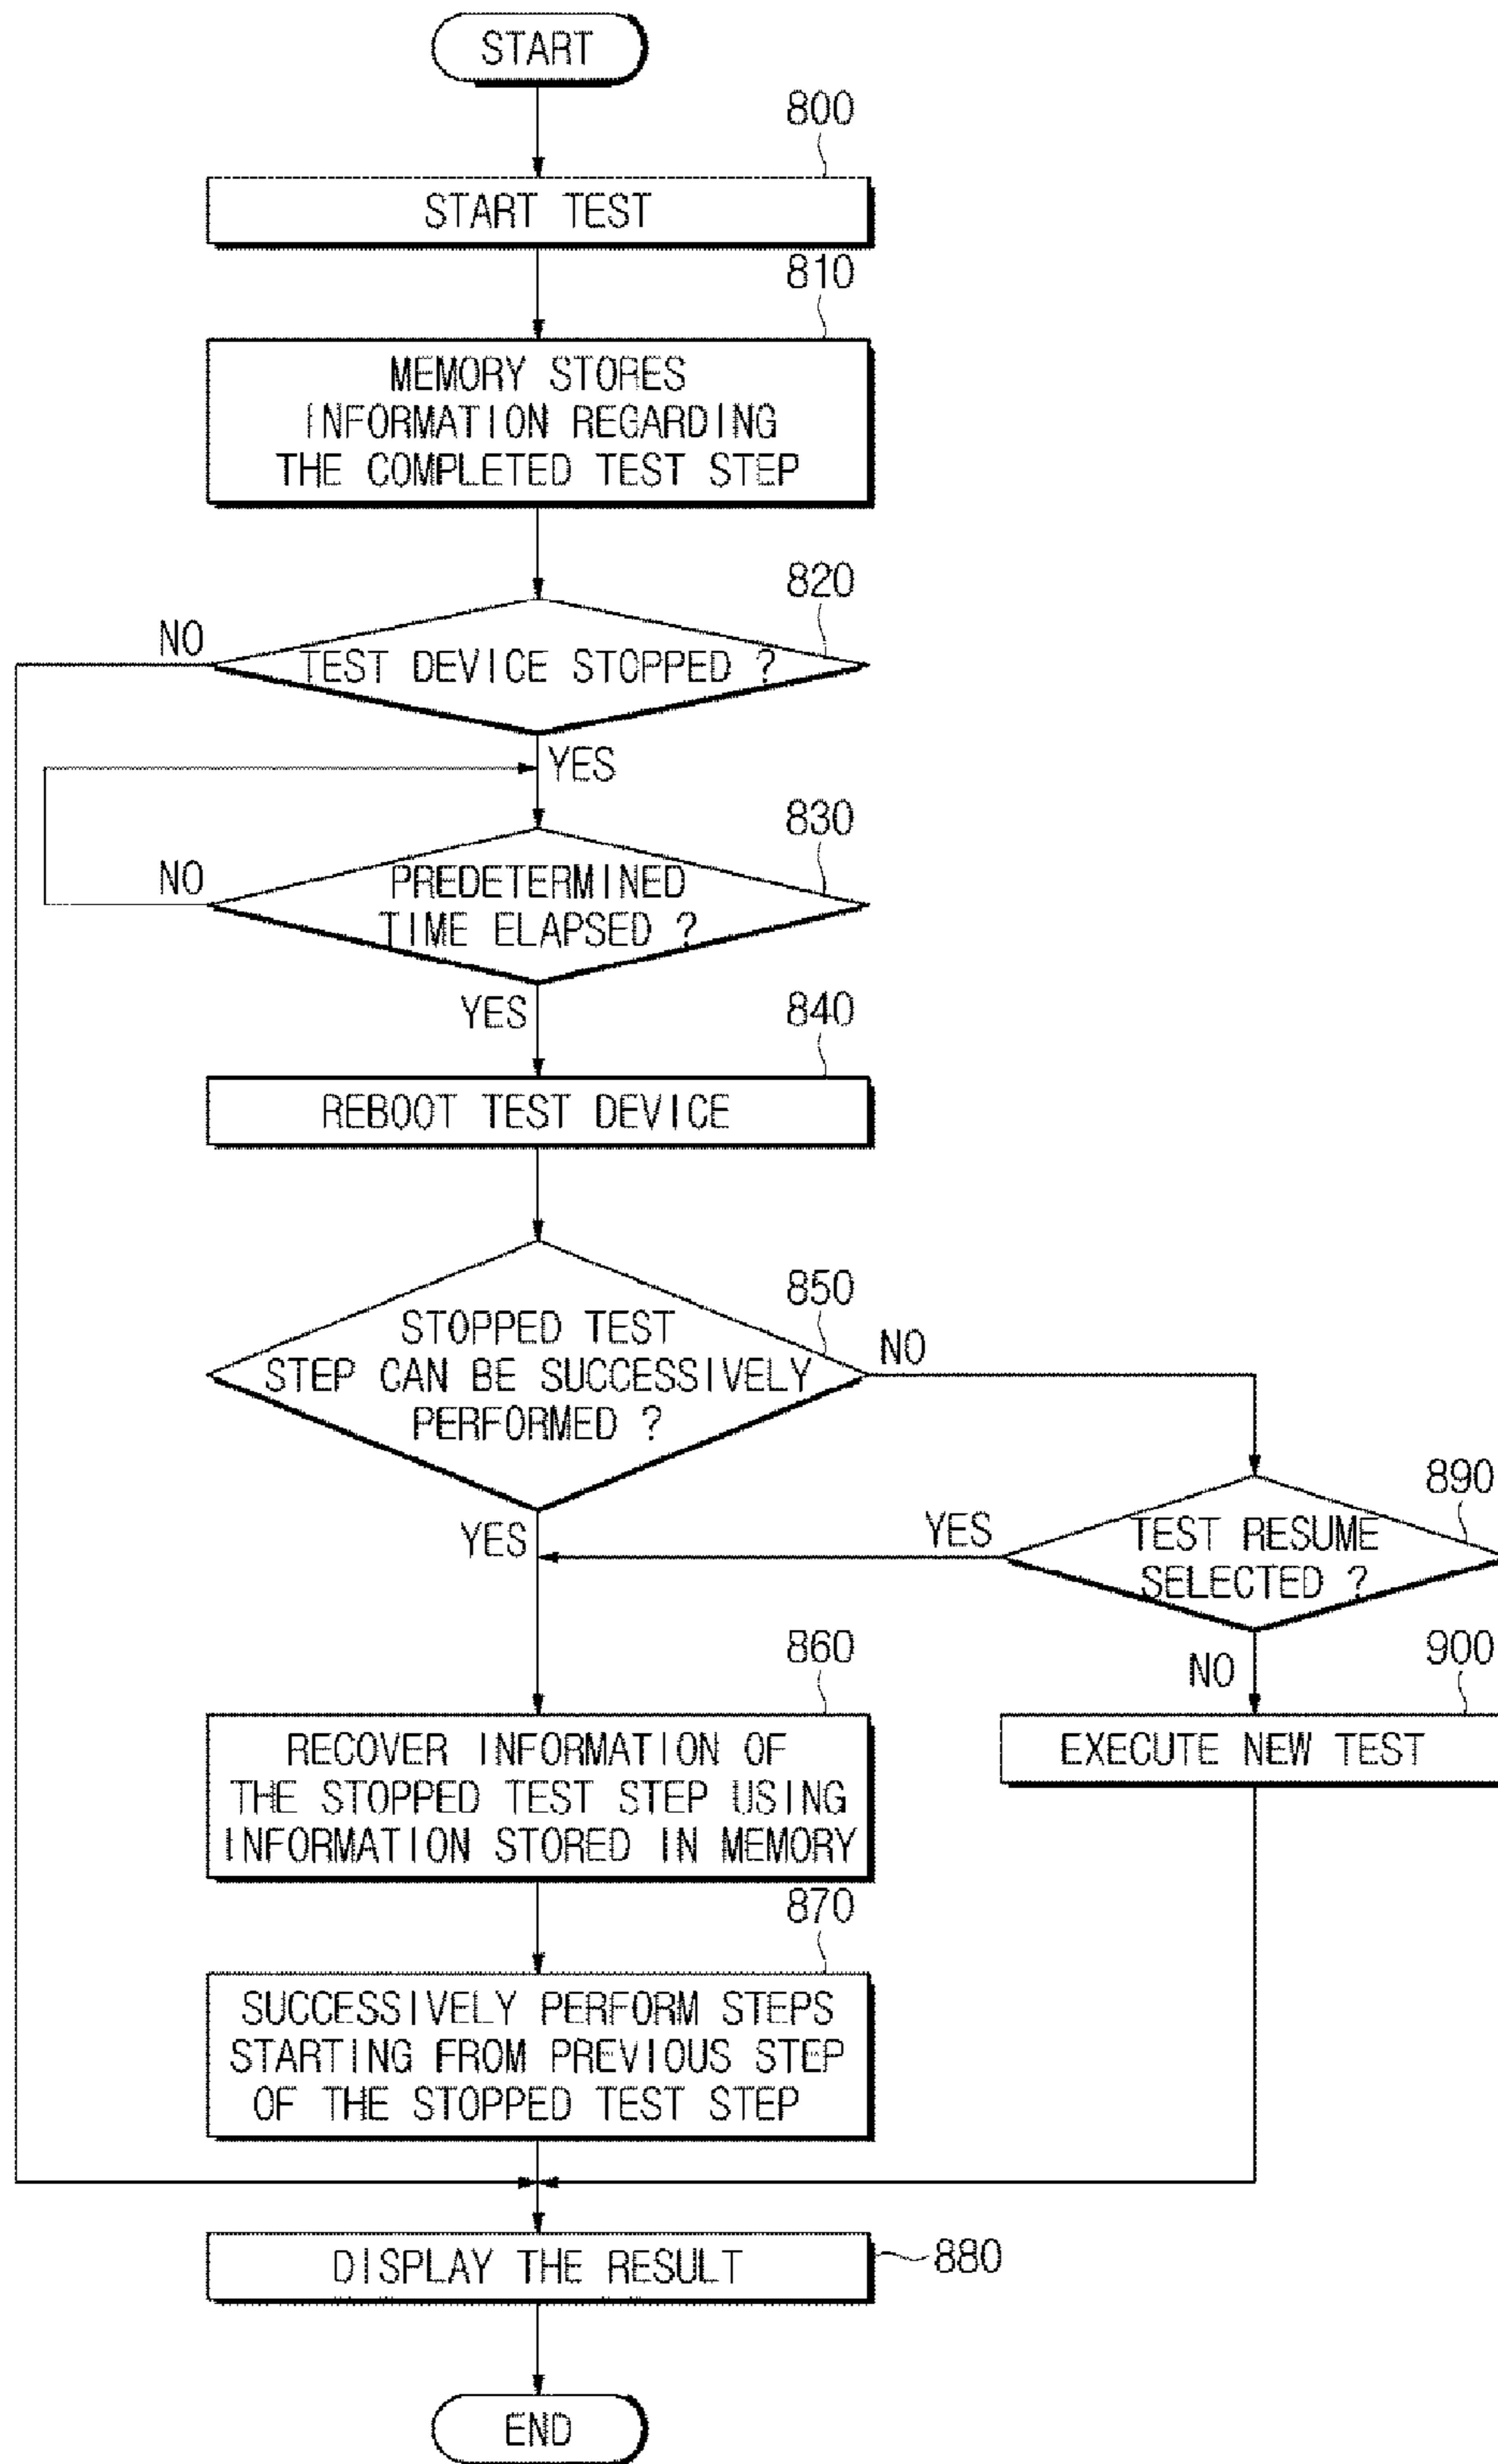 START
800
START TEST
810
MEMORY STORES
INFORMATION REGARDING
THE COMPLETED TEST STEP
820
NO
TEST DEVICE STOPPED ?
YES
830
NO
PREDETERMINED
TIME ELAPSED ?
YES
840
REBOOT TEST DEVICE
850
STOPPED TEST
STEP CAN BE SUCCESSIVELY
PERFORMED ?
NO
YES
890
TEST RESUME
SELECTED ?
YES
NO
860
RECOVER INFORMATION OF
THE STOPPED TEST STEP USING
INFORMATION STORED IN MEMORY
900
EXECUTE NEW TEST
870
SUCCESSIVELY PERFORM STEPS
STARTING FROM PREVIOUS STEP
OF THE STOPPED TEST STEP
DISPLAY THE RESULT
880
END